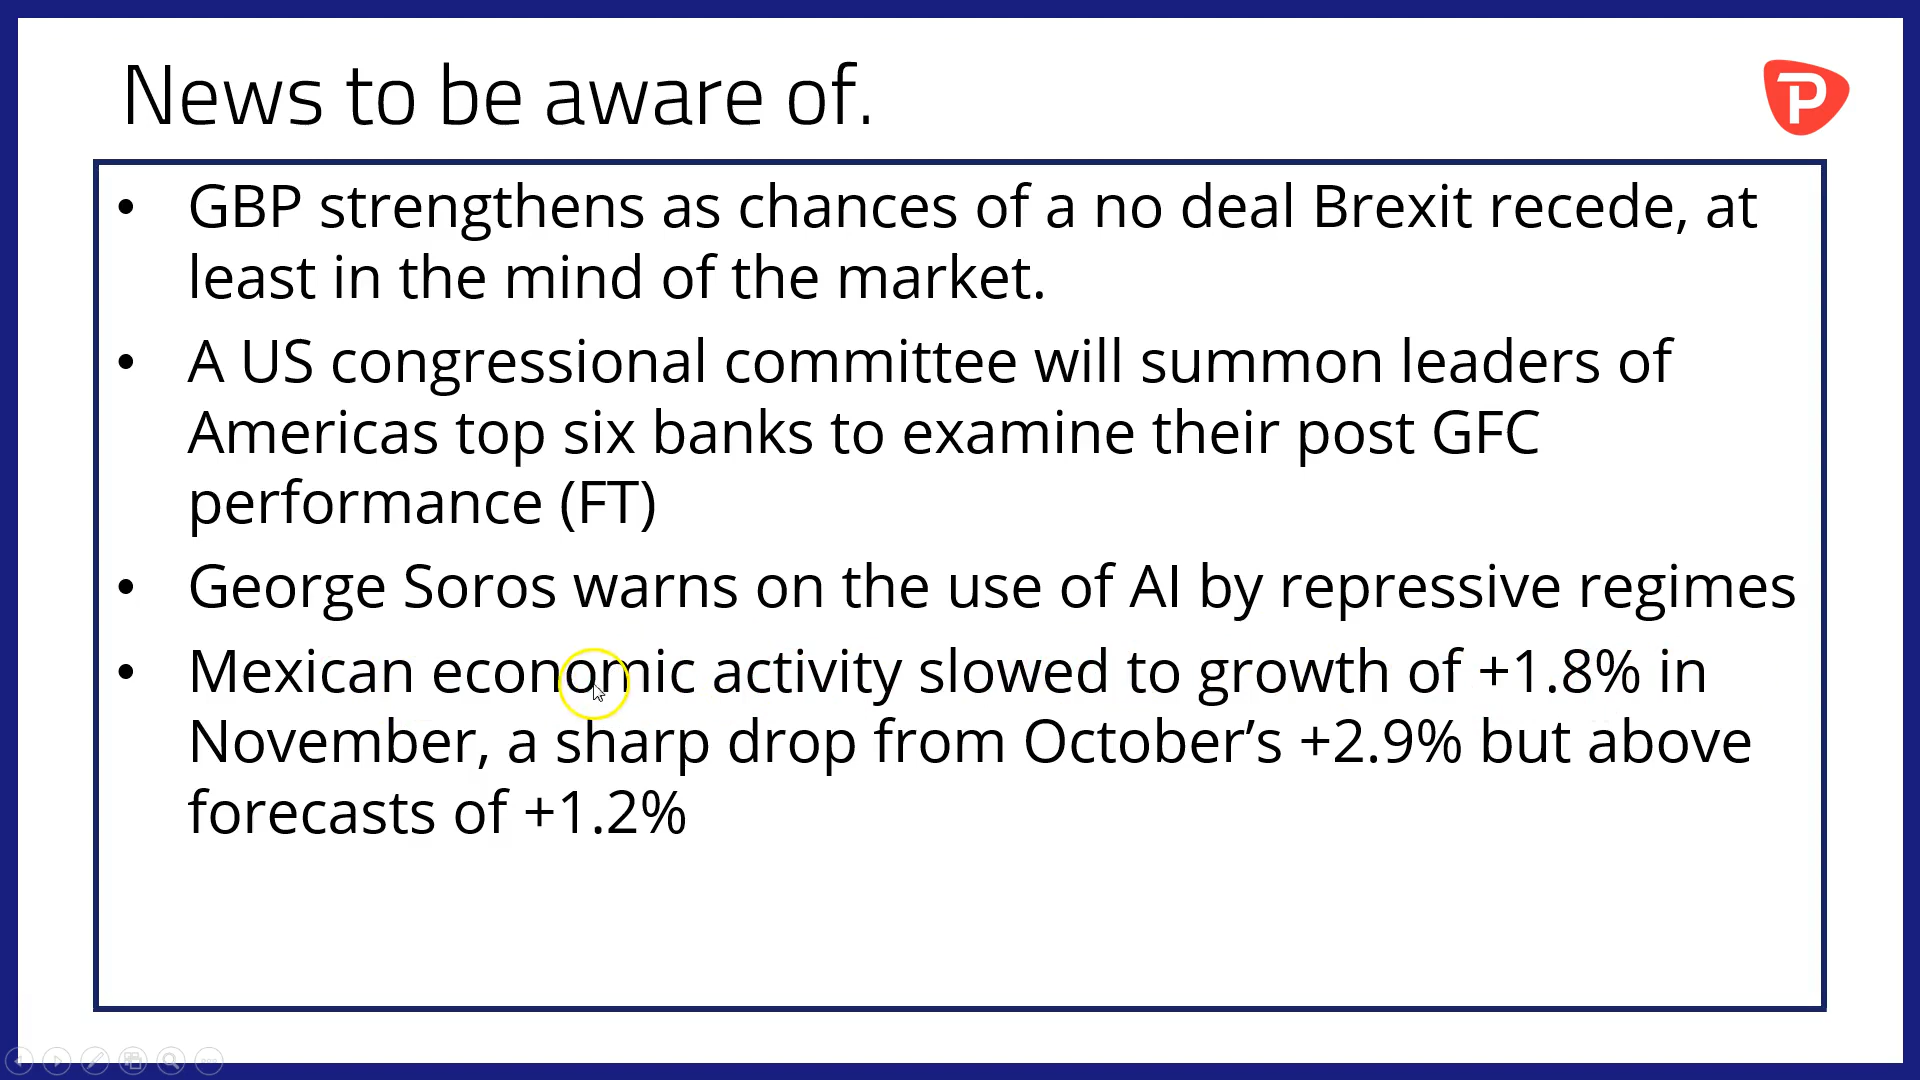 News to be aware of.
P
• GBP strengthens as chances of a no deal Brexit recede, at
least in the mind of the market.
• A US congressional committee will summon leaders of
Americas top six banks to examine their post GFC
performance (FT)
• George Soros warns on the use of AI by repressive regimes
• Mexican economic activity slowed to growth of +1.8% in
November, a sharp drop from October’s +2.9% but above
forecasts of +1.2%